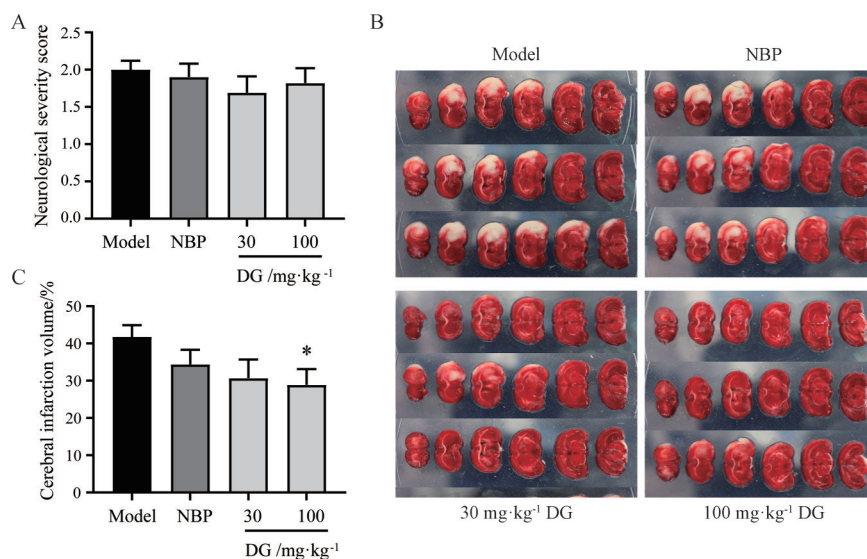 A
Neurological severity score
2.5
2.0
1.5
1.0
0.5
0.0
Model NBP 30 100
DG /mg·kg⁻¹
B
Model NBP
30 mg·kg⁻¹ DG 100 mg·kg⁻¹ DG
C
Cerebral infarction volume/%
50
40
30
20
10
0
*
Model NBP 30 100
DG /mg·kg⁻¹